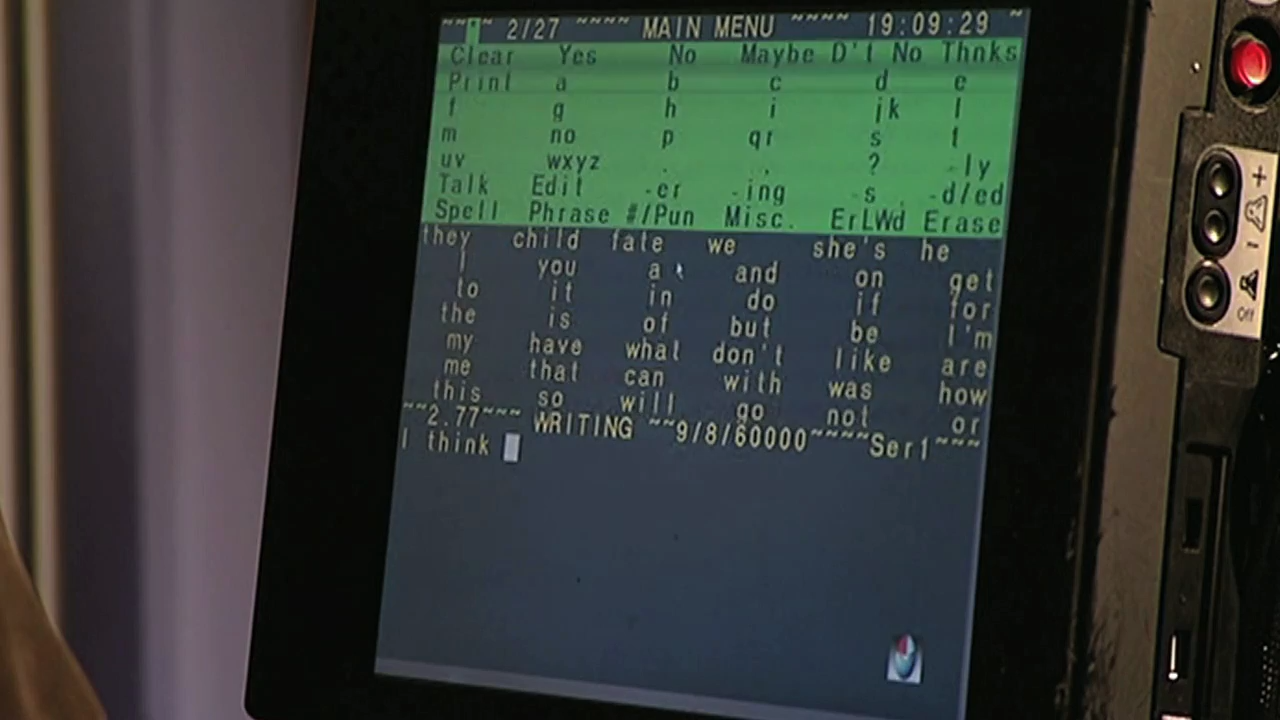 ~~*~ 2/27 ~~~~ MAIN MENU ~~~~ 19:09:29 ~
Clear Yes No Maybe D't No Thnks
Print a b c d e
f g h i jk l
m no p qr s t
uv wxyz . , ? -ly
Talk Edit -er -ing -s -d/ed
Spell Phrase #/Pun Misc. ErLWd Erase
they child fate we she's he
I you a and on get
to it in do if for
the is of but be I'm
my have what don't like are
me that can with was how
this so will go not or
~~2.77~~~ WRITING ~~9/8/60000~~~~Ser1~~~
I think
+
-
Off